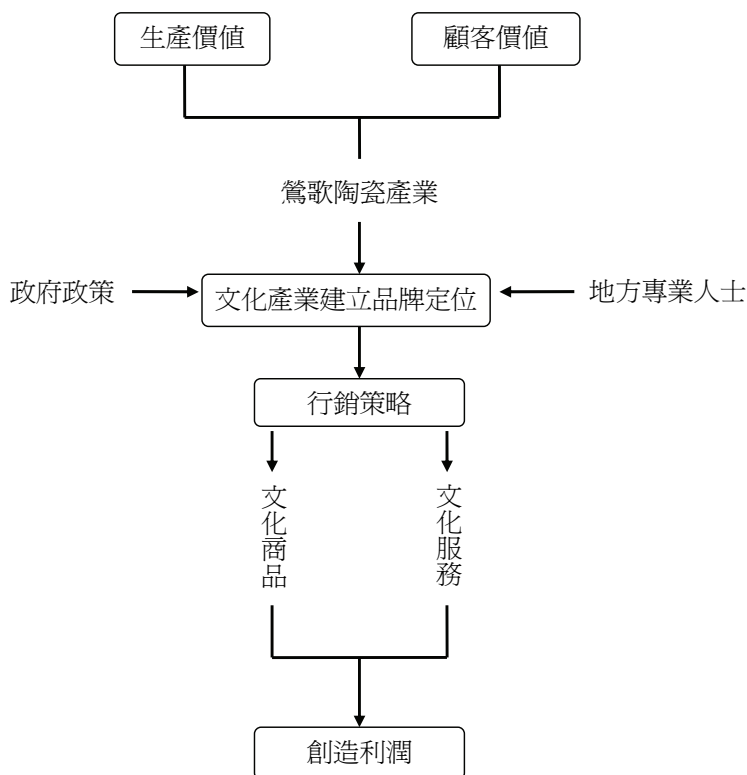 生產價值
顧客價值
鶯歌陶瓷產業
政府政策
文化產業建立品牌定位
地方專業人士
行銷策略
文化商品
文化服務
創造利潤